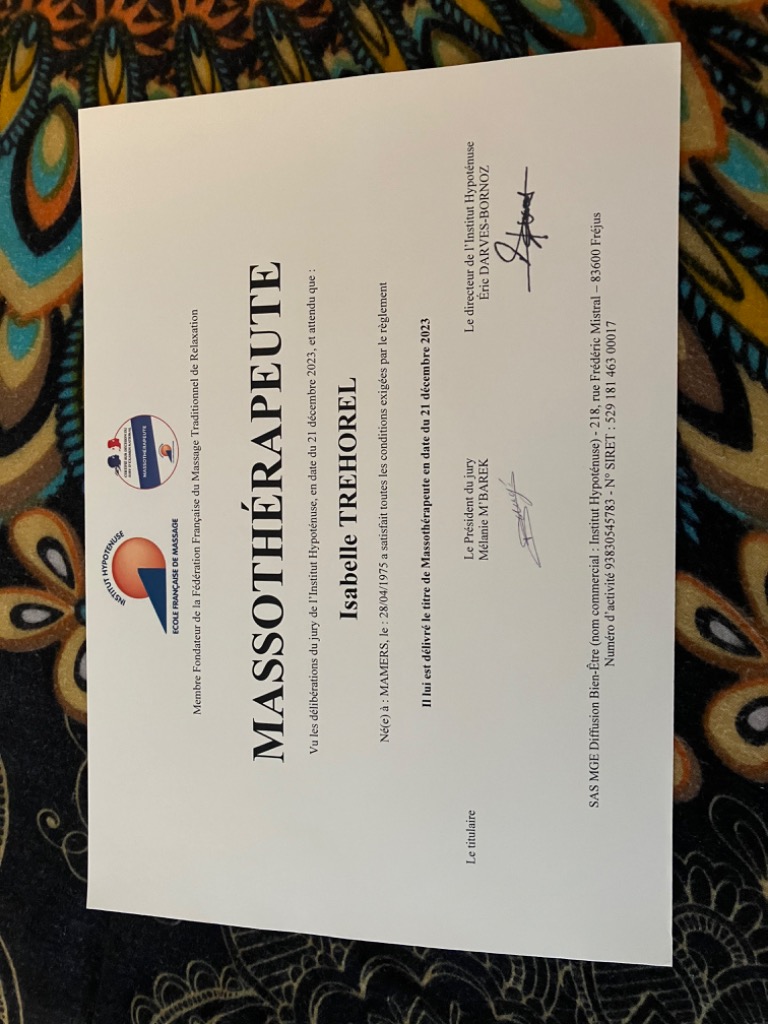 INSTITUT HYPOTENUSE
ECOLE FRANÇAISE DE MASSAGE
MASSOTHÉRAPEUTE
Membre Fondateur de la Fédération Française du Massage Traditionnel de Relaxation
MASSOTHÉRAPEUTE
Vu les délibérations du jury de l'Institut Hypoténuse, en date du 21 décembre 2023, et attendu que :
Isabelle TREHOREL
Né(e) à : MAMERS, le : 28/04/1975 a satisfait toutes les conditions exigées par le règlement
Il lui est délivré le titre de Massothérapeute en date du 21 décembre 2023
Le titulaire
Le Président du jury
Mélanie M'BAREK
Le directeur de l'Institut Hypoténuse
Éric DARVES-BORNOZ
SAS MGE Diffusion Bien-Être (nom commercial : Institut Hypoténuse) - 218, rue Frédéric Mistral – 83600 Fréjus
Numéro d'activité 93830545783 - N° SIRET : 529 181 463 00017